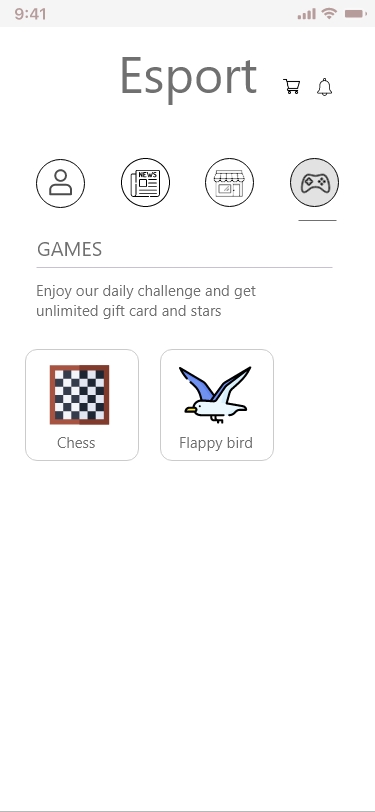 9:41
Esport
NEWS
GAMES
Enjoy our daily challenge and get
unlimited gift card and stars
Chess
Flappy bird